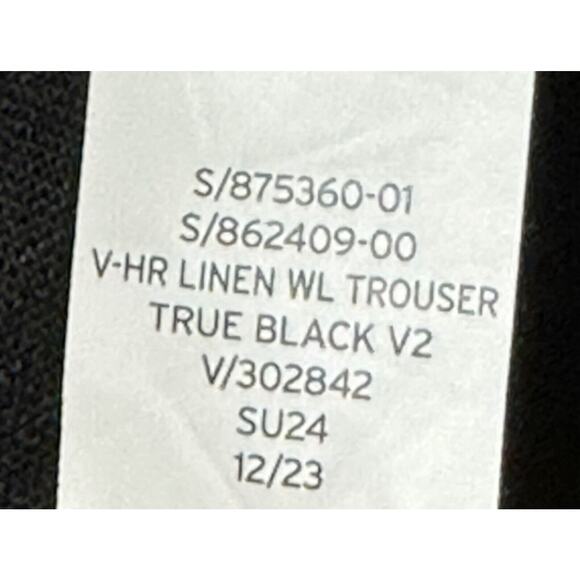 S/875360-01
S/862409-00
V-HR LINEN WL TROUSER
TRUE BLACK V2
V/302842
SU24
12/23